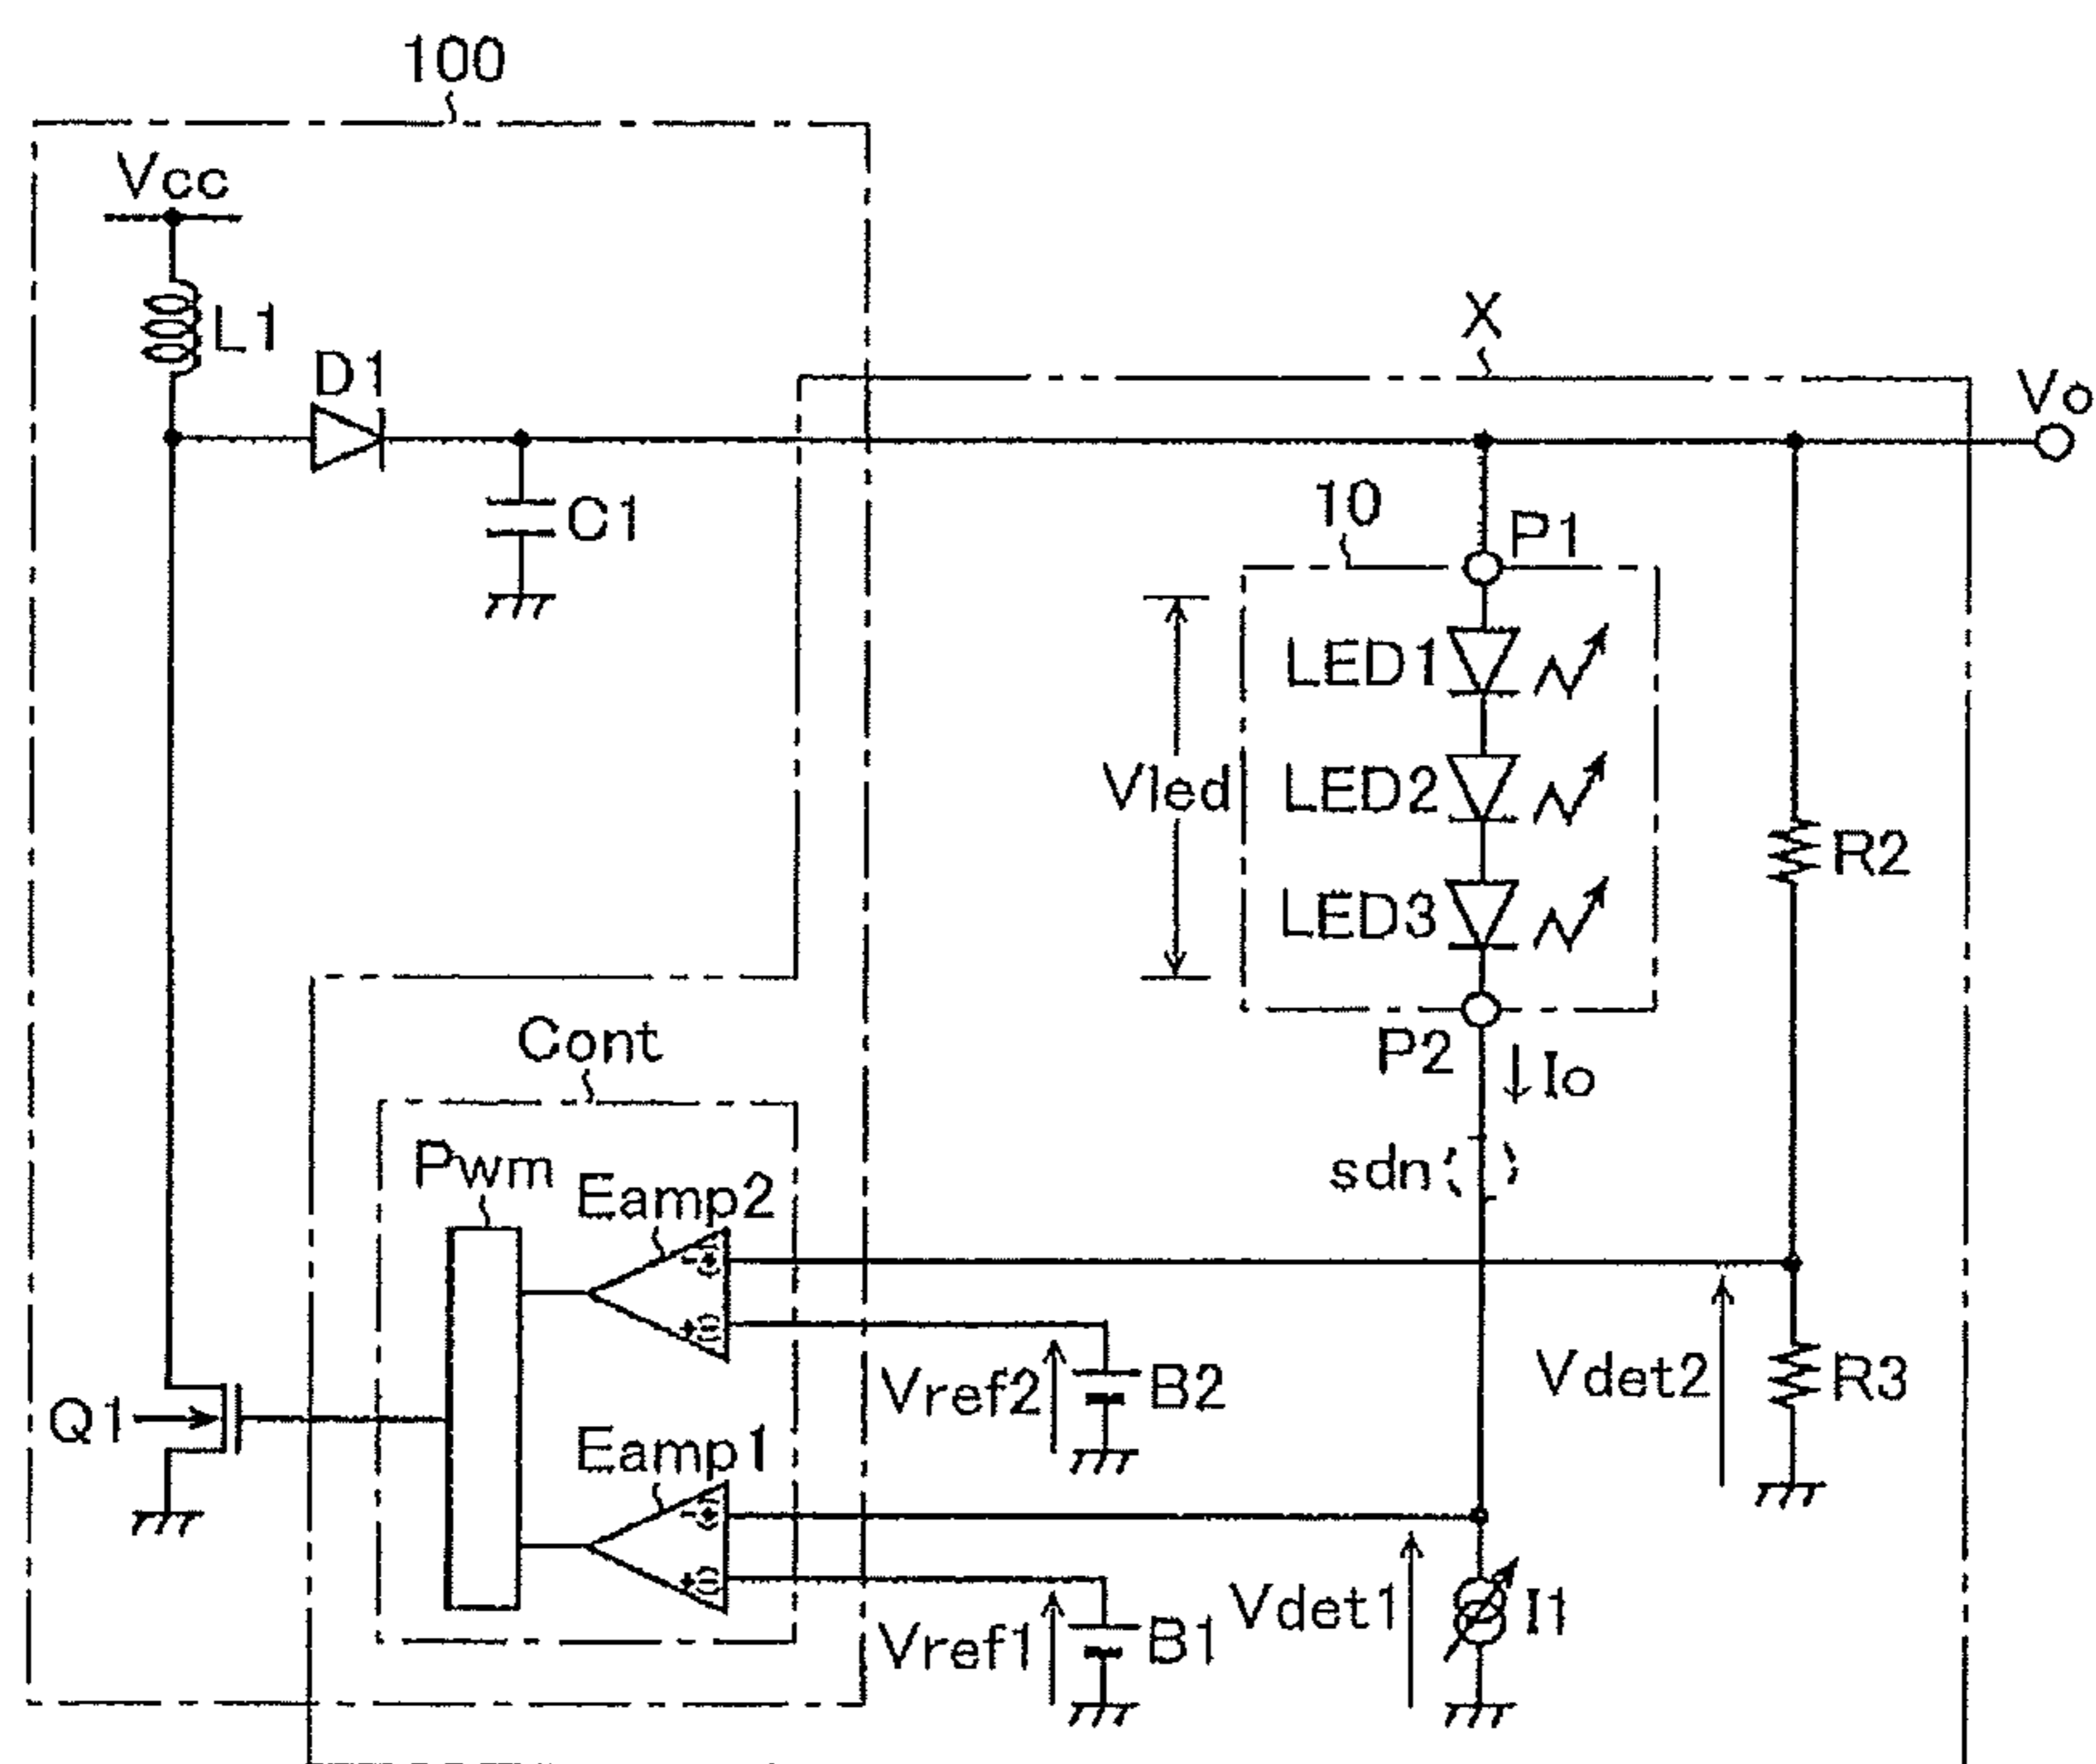 100
Vcc
L1
D1
C1
X
Vo
10
P1
LED1
LED2
LED3
Vled
R2
P2
Io
sdn
Cont
Pwm
Eamp2
Vref2
B2
Vdet2
R3
Q1
Eamp1
Vref1
B1
Vdet1
I1